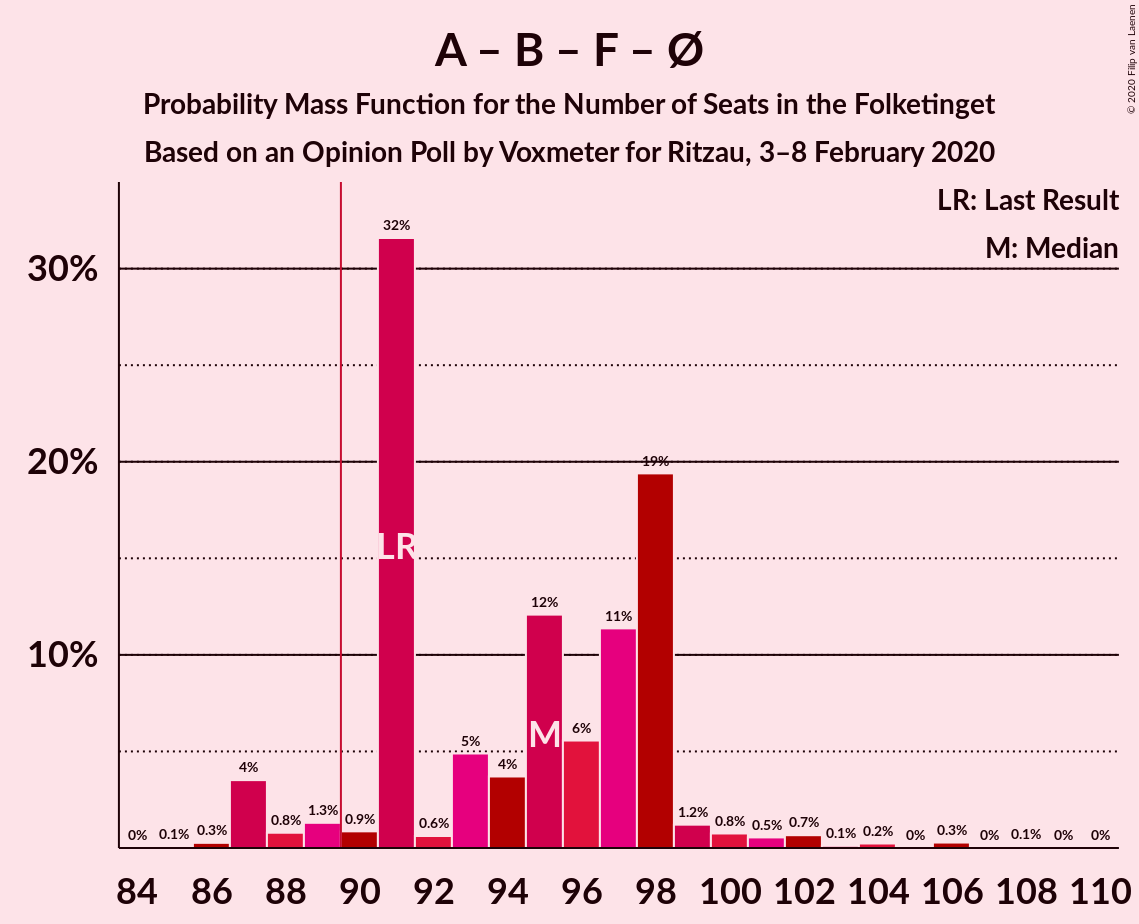 A – B – F – Ø
Probability Mass Function for the Number of Seats in the Folketinget
Based on an Opinion Poll by Voxmeter for Ritzau, 3–8 February 2020
© 2020 Filip van Laenen
LR: Last Result
M: Median
30%
20%
10%
0% 0.1% 0.3% 4% 0.8% 1.3% 0.9% 32% 0.6% 5% 4% 12% 6% 11% 19% 1.2% 0.8% 0.5% 0.7% 0.1% 0.2% 0% 0.3% 0% 0.1% 0% 0%
LR
M
84 86 88 90 92 94 96 98 100 102 104 106 108 110